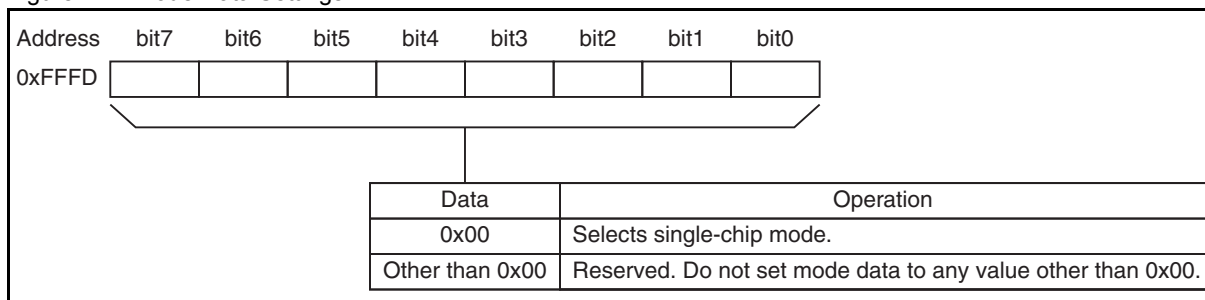 Address bit7 bit6 bit5 bit4 bit3 bit2 bit1 bit0
0xFFFD
Data Operation
0x00 Selects single-chip mode.
Other than 0x00 Reserved. Do not set mode data to any value other than 0x00.